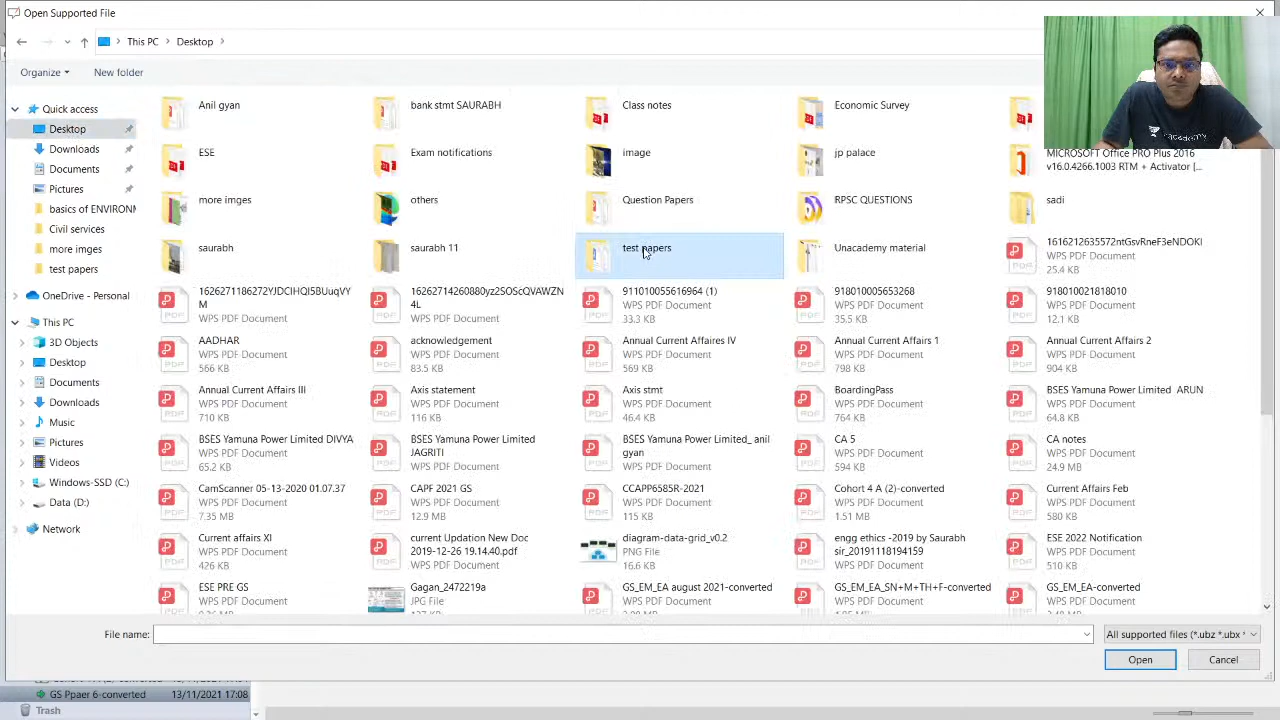 Open Supported File
This PC
Desktop
Organize
New folder
Quick access
Desktop
Downloads
Documents
Pictures
basics of ENVIRON
Civil services
more imges
test papers
OneDrive - Personal
This PC
3D Objects
Desktop
Documents
Downloads
Music
Pictures
Videos
Windows-SSD (C:)
Data (D:)
Network
Anil gyan
bank stmt SAURABH
Class notes
Economic Survey
ESE
Exam notifications
image
jp palace
MICROSOFT Office PRO Plus 2016
v16.0.4266.1003 RTM + Activator [...
more imges
others
Question Papers
RPSC QUESTIONS
sadi
saurabh
saurabh 11
test papers
Unacademy material
1616212635572ntGsvRneF3eNDOKI
WPS PDF Document
25.4 KB
WPS PDF Document
WPS PDF Document
911010055616964 (1)
WPS PDF Document
33.3 KB
918010005653268
WPS PDF Document
35.5 KB
918010021818010
WPS PDF Document
12.1 KB
AADHAR
WPS PDF Document
566 KB
acknowledgement
WPS PDF Document
83.5 KB
Annual Current Affaires IV
WPS PDF Document
569 KB
Annual Current Affaires 1
WPS PDF Document
798 KB
Annual Current Affaires 2
WPS PDF Document
904 KB
Annual Current Affairs III
WPS PDF Document
710 KB
Axis statement
WPS PDF Document
116 KB
Axis stmt
WPS PDF Document
46.4 KB
BoardingPass
WPS PDF Document
764 KB
BSES Yamuna Power Limited ARUN
WPS PDF Document
64.8 KB
BSES Yamuna Power Limited DIVYA
WPS PDF Document
65.2 KB
BSES Yamuna Power Limited
JAGRITI
WPS PDF Document
BSES Yamuna Power Limited_ anil
gyan
WPS PDF Document
CA 5
WPS PDF Document
594 KB
CA notes
WPS PDF Document
24.9 MB
CamScanner 05-13-2020 01.07.37
WPS PDF Document
7.35 MB
CAPF 2021 GS
WPS PDF Document
12.9 MB
CCAPP6585R-2021
WPS PDF Document
115 KB
Cohort 4 A (2)-converted
WPS PDF Document
1.51 MB
Current Affairs Feb
WPS PDF Document
580 KB
Current affairs XI
WPS PDF Document
426 KB
current Updation New Doc
2019-12-26 19.14.40.pdf
WPS PDF Document
diagram-data-grid_v0.2
PNG File
16.6 KB
engg ethics -2019 by Saurabh
sir_20191118194159
WPS PDF Document
ESE 2022 Notification
WPS PDF Document
510 KB
ESE PRE GS
WPS PDF Document
Gagan_2472219a
JPG File
GS_EM_EA august 2021-converted
WPS PDF Document
GS_EM_EA_SN+M+TH+F-converted
WPS PDF Document
GS_EM_EA-converted
WPS PDF Document
File name:
All supported files (*.ubz *.ubx *
Open
Cancel
GS Ppaer 6-converted
13/11/2021 17:08
Trash